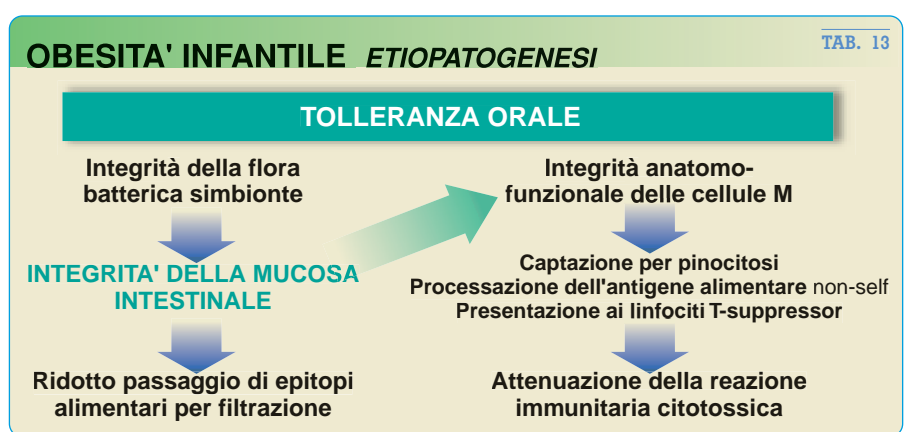 OBESITA' INFANTILE ETIOPATOGENESI
TAB. 13
TOLLERANZA ORALE
Integrità della flora
batterica simbionte
INTEGRITA' DELLA MUCOSA
INTESTINALE
Ridotto passaggio di epitopi
alimentari per filtrazione
Integrità anatomo-
funzionale delle cellule M
Captazione per pinocitosi
Processazione dell'antigene alimentare non-self
Presentazione ai linfociti T-suppressor
Attenuazione della reazione
immunitaria citotossica